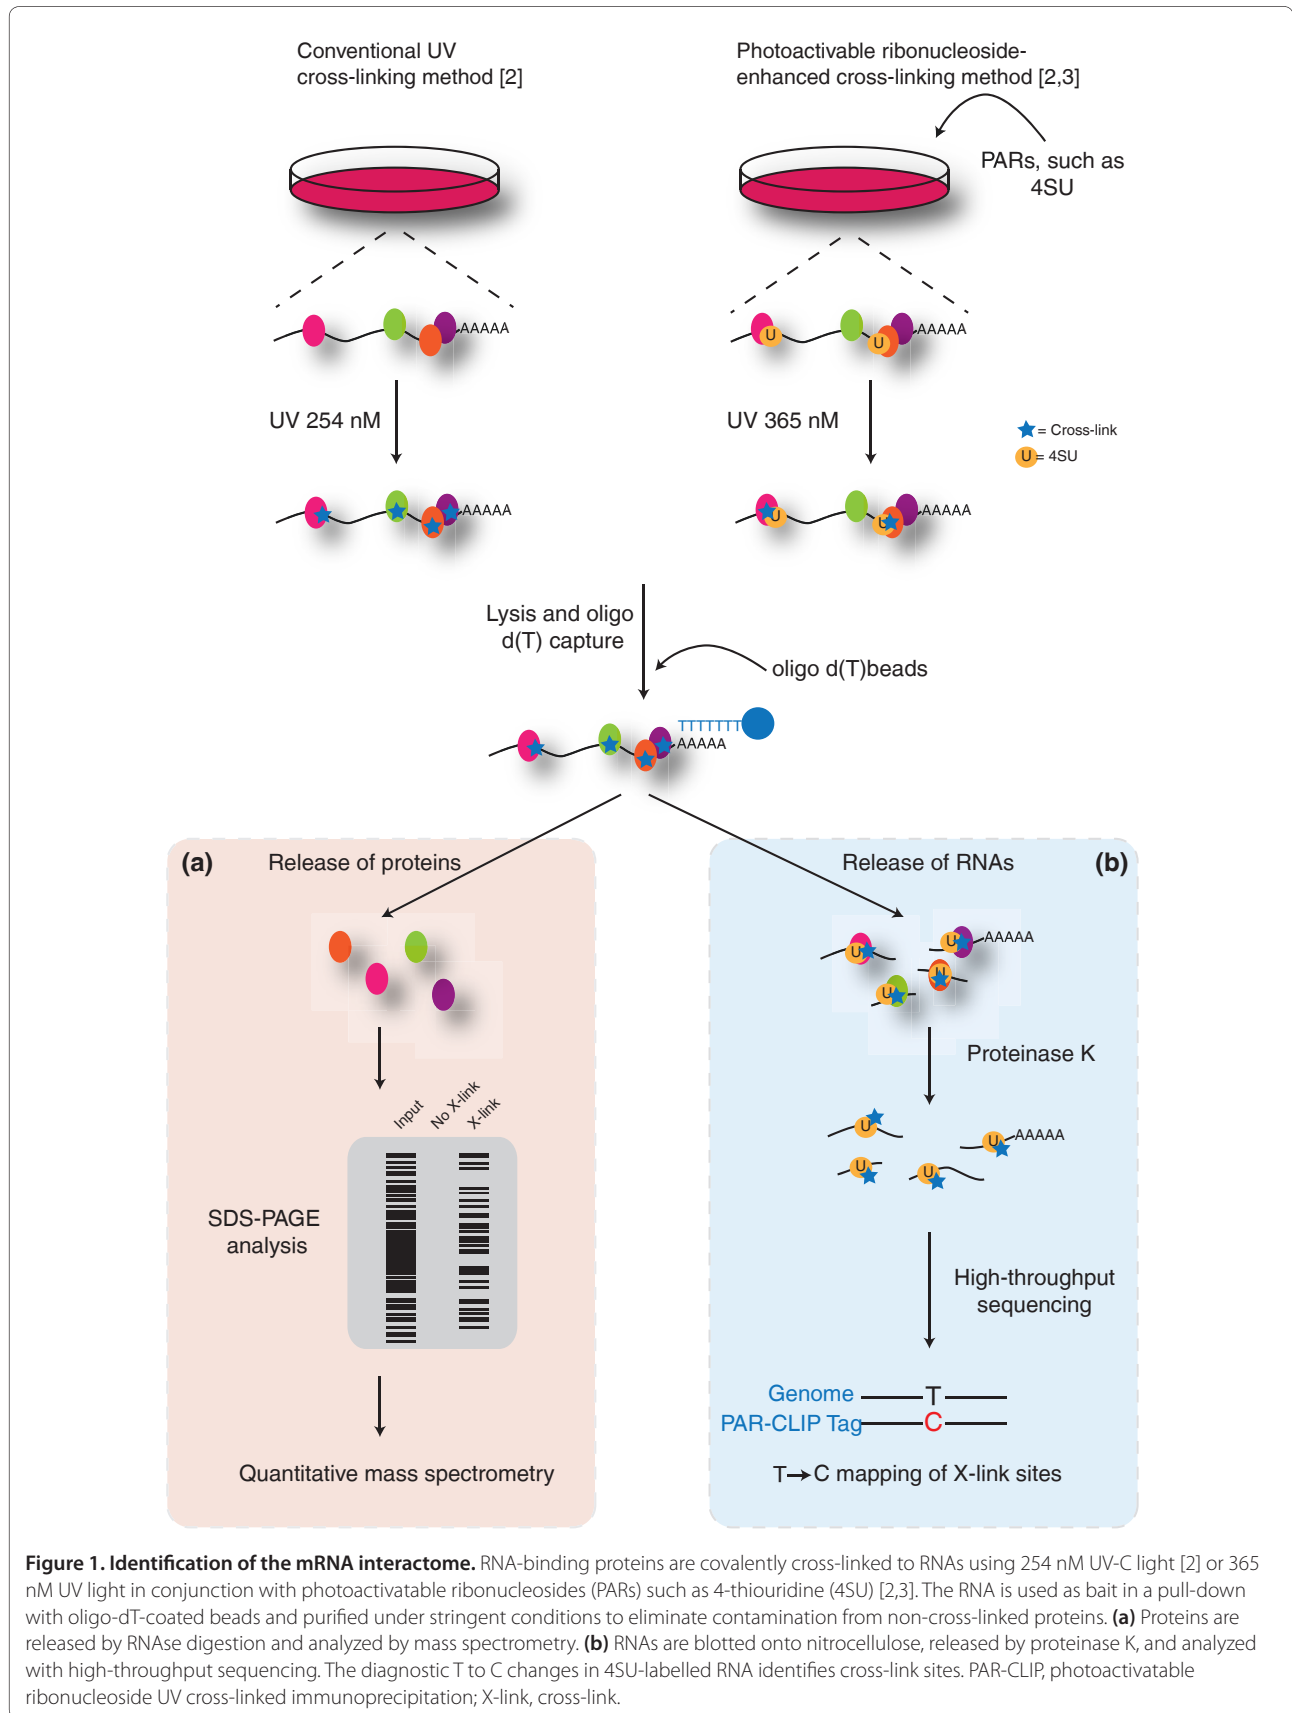 Conventional UV
cross-linking method [2]
Photoactivable ribonucleoside-
enhanced cross-linking method [2,3]
PARs, such as
4SU
AAAAA
U
U
AAAAA
UV 254 nM
UV 365 nM
= Cross-link
U = 4SU
AAAAA
U
U
AAAAA
Lysis and oligo
d(T) capture
oligo d(T)beads
TTTTTTT
AAAAA
(a)
Release of proteins
Release of RNAs
(b)
U
U
AAAAA
U
U
Proteinase K
Input
No X-link
X-link
U
U
AAAAA
U
U
SDS-PAGE
analysis
High-throughput
sequencing
Genome
T
PAR-CLIP Tag
C
Quantitative mass spectrometry
T C mapping of X-link sites
Figure 1. Identification of the mRNA interactome. RNA-binding proteins are covalently cross-linked to RNAs using 254 nM UV-C light [2] or 365
nM UV light in conjunction with photoactivatable ribonucleosides (PARs) such as 4-thiouridine (4SU) [2,3]. The RNA is used as bait in a pull-down
with oligo-dT-coated beads and purified under stringent conditions to eliminate contamination from non-cross-linked proteins. (a) Proteins are
released by RNAse digestion and analyzed by mass spectrometry. (b) RNAs are blotted onto nitrocellulose, released by proteinase K, and analyzed
with high-throughput sequencing. The diagnostic T to C changes in 4SU-labelled RNA identifies cross-link sites. PAR-CLIP, photoactivatable
ribonucleoside UV cross-linked immunoprecipitation; X-link, cross-link.